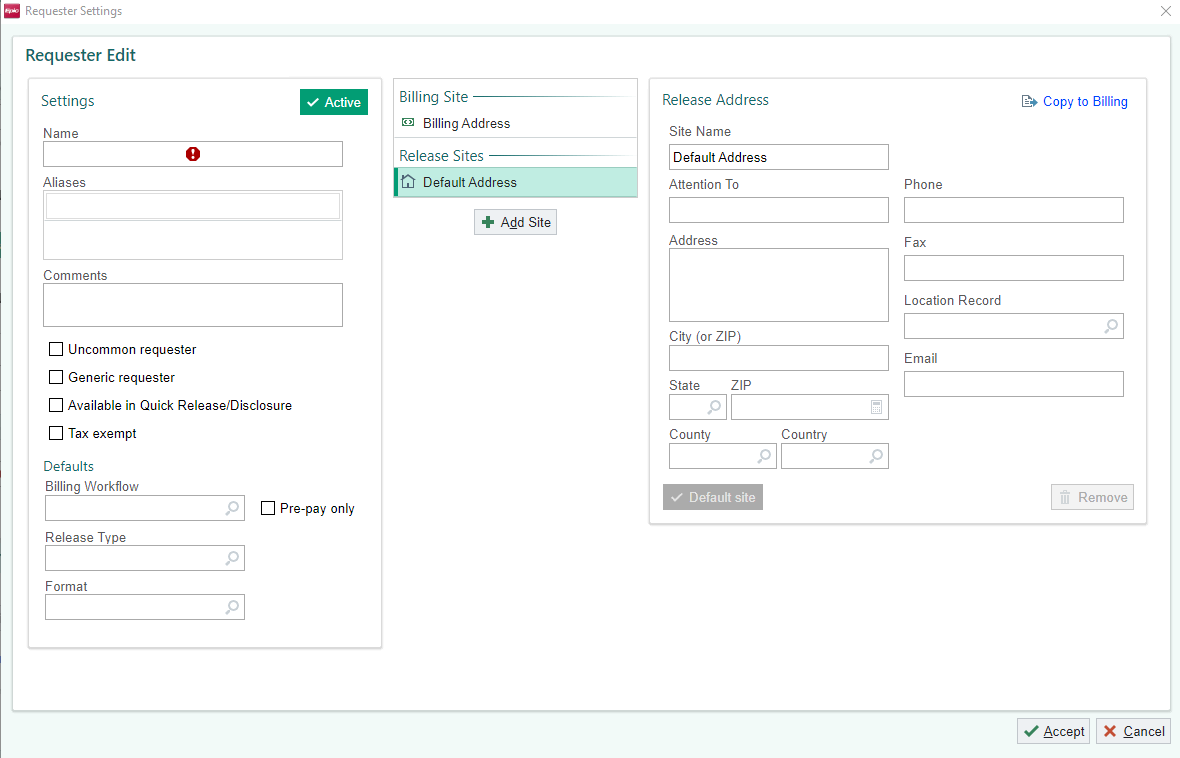 Epic Requester Settings
Requester Edit
Settings
Active
Name
Aliases
Comments
Uncommon requester
Generic requester
Available in Quick Release/Disclosure
Tax exempt
Defaults
Billing Workflow
Pre-pay only
Release Type
Format
Billing Site
Billing Address
Release Sites
Default Address
Add Site
Release Address
Copy to Billing
Site Name
Default Address
Attention To
Phone
Address
Fax
Location Record
City (or ZIP)
Email
State
ZIP
County
Country
Default site
Remove
Accept
Cancel